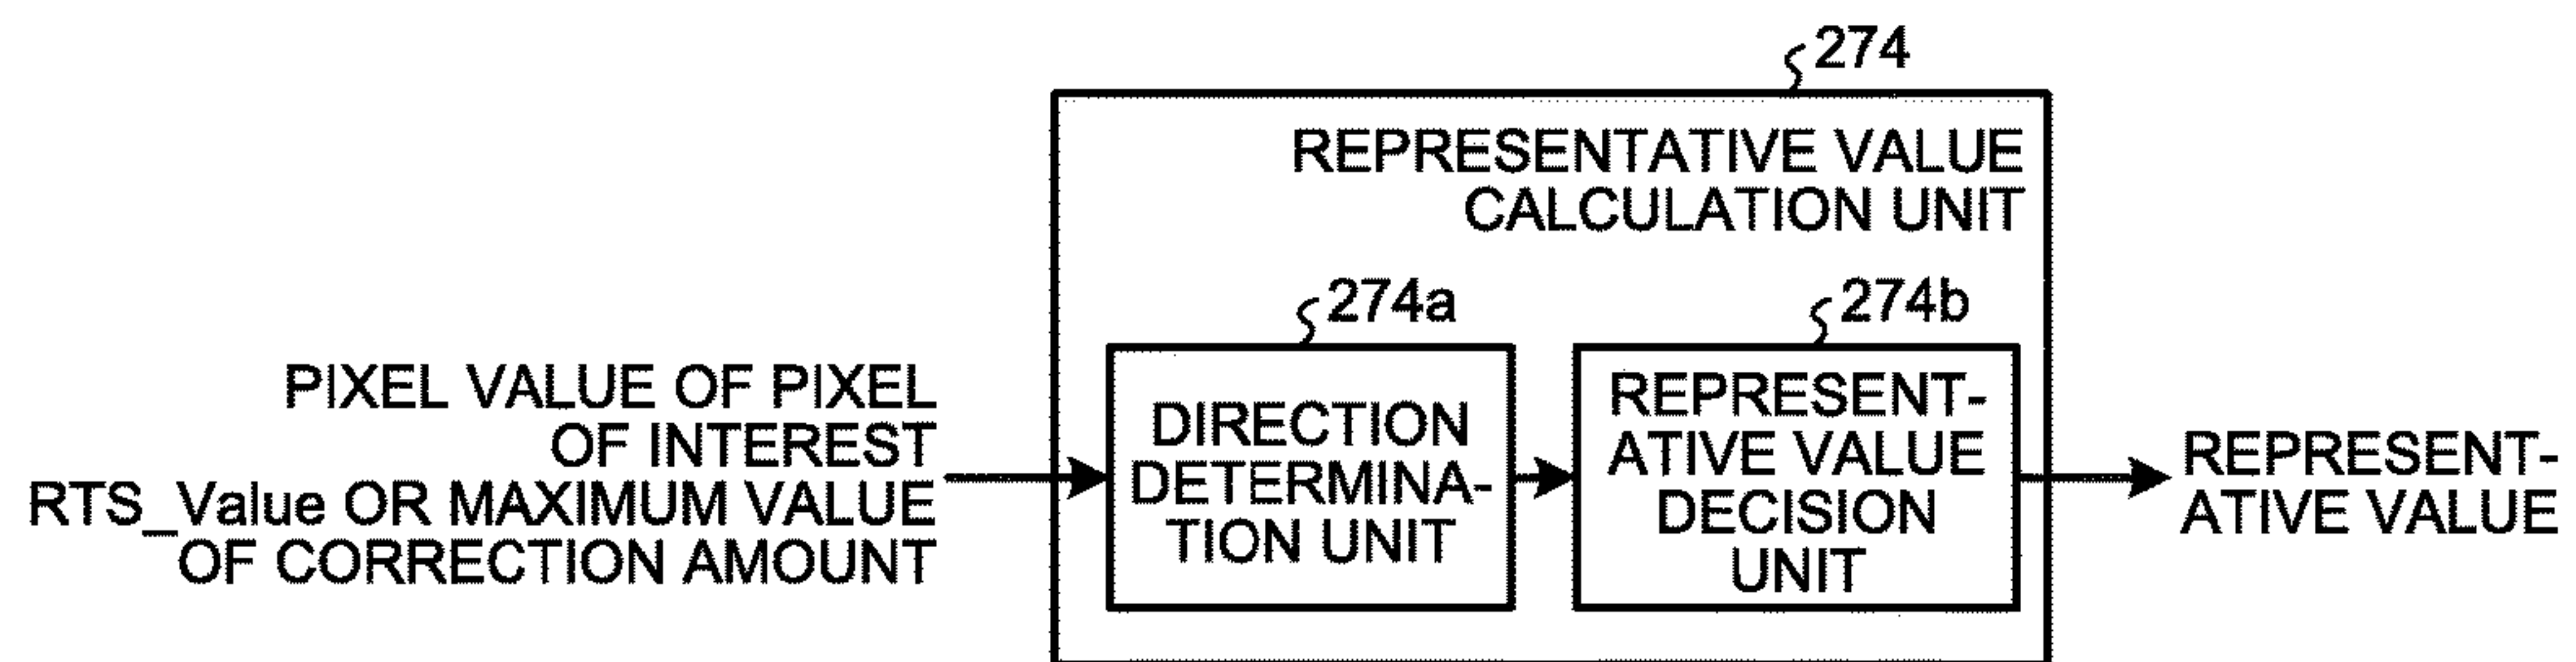 274
REPRESENTATIVE VALUE
CALCULATION UNIT
274a
274b
PIXEL VALUE OF PIXEL
OF INTEREST
RTS_Value OR MAXIMUM VALUE
OF CORRECTION AMOUNT
DIRECTION
DETERMINA-
TION UNIT
REPRESENT-
ATIVE VALUE
DECISION
UNIT
REPRESENT-
ATIVE VALUE